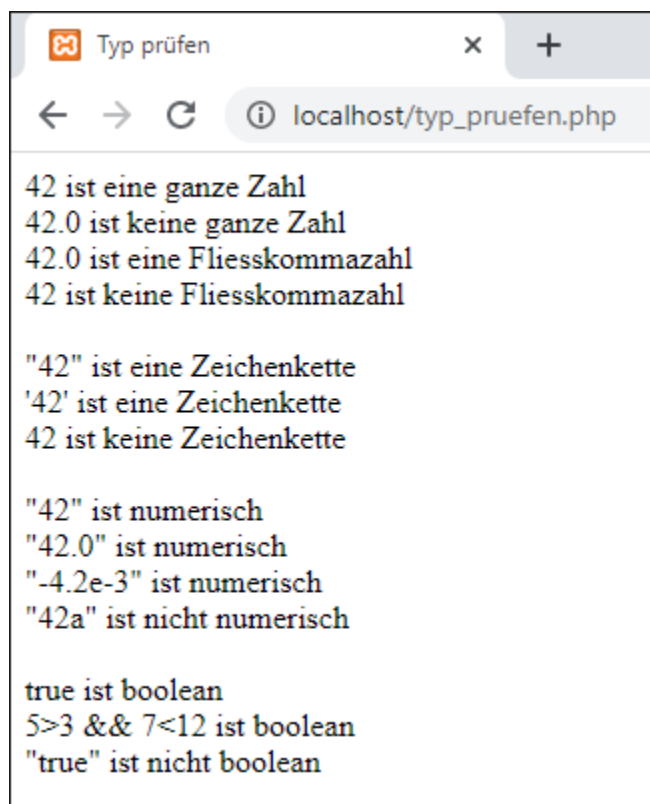 Typ prüfen
localhost/typ_pruefen.php
42 ist eine ganze Zahl
42.0 ist keine ganze Zahl
42.0 ist eine Fliesskommazahl
42 ist keine Fliesskommazahl
"42" ist eine Zeichenkette
'42' ist eine Zeichenkette
42 ist keine Zeichenkette
"42" ist numerisch
"42.0" ist numerisch
"-4.2e-3" ist numerisch
"42a" ist nicht numerisch
true ist boolean
5>3 && 7<12 ist boolean
"true" ist nicht boolean